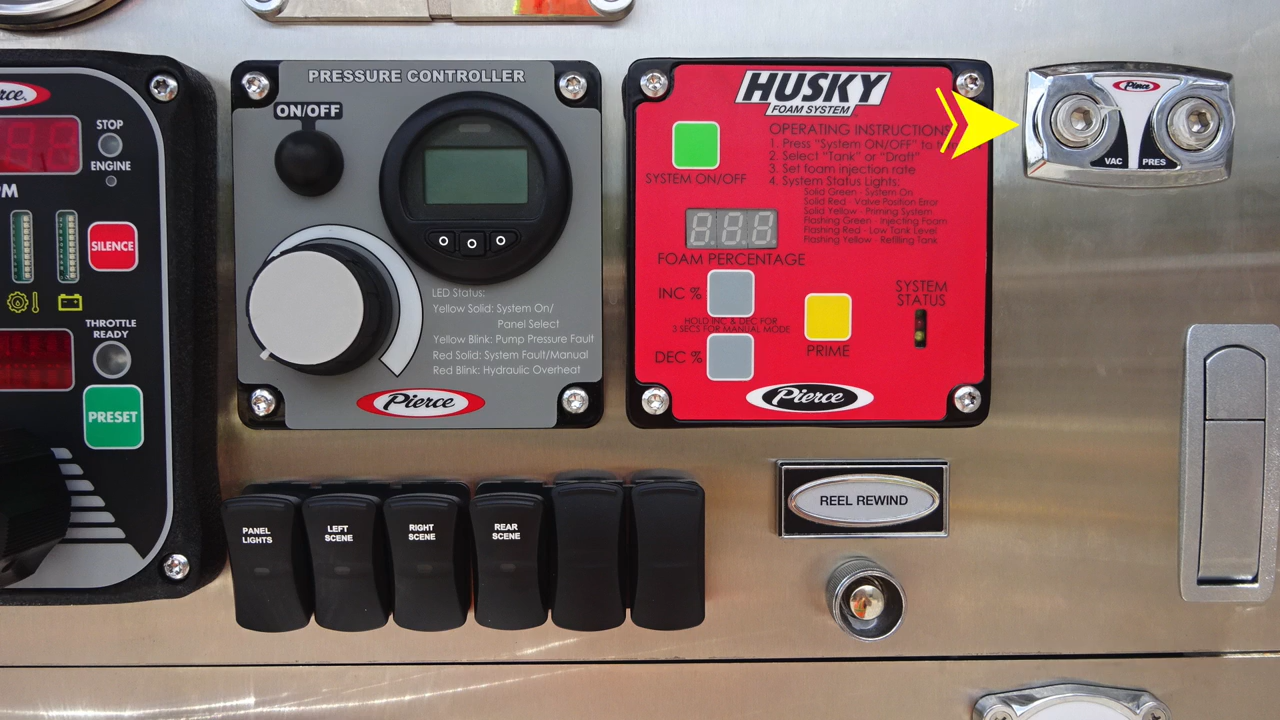 erce
STOP
ENGINE
PM
SILENCE
THROTTLE
READY
PRESET
PRESSURE CONTROLLER
ON/OFF
LED Status:
Yellow Solid: System On/
Panel Select
Yellow Blink: Pump Pressure Fault
Red Solid: System Fault/Manual
Red Blink: Hydraulic Overheat
Pierce
HUSKY
FOAM SYSTEM
OPERATING INSTRUCTIONS
1. Press "System ON/OFF" to
2. Select "Tank" or "Draft"
3. Set foam injection rate
4. System Status Lights:
Solid Green - System On
Solid Red - Valve Position Error
Solid Yellow - Priming System
Flashing Green - Injecting Foam
Flashing Red - Low Tank Level
Flashing Yellow - Refilling Tank
SYSTEM ON/OFF
FOAM PERCENTAGE
INC %
HOLD INC & DEC FOR
3 SECS FOR MANUAL MODE
DEC %
PRIME
SYSTEM
STATUS
Pierce
Pierce
VAC PRES
PANEL
LIGHTS
LEFT
SCENE
RIGHT
SCENE
REAR
SCENE
REEL REWIND